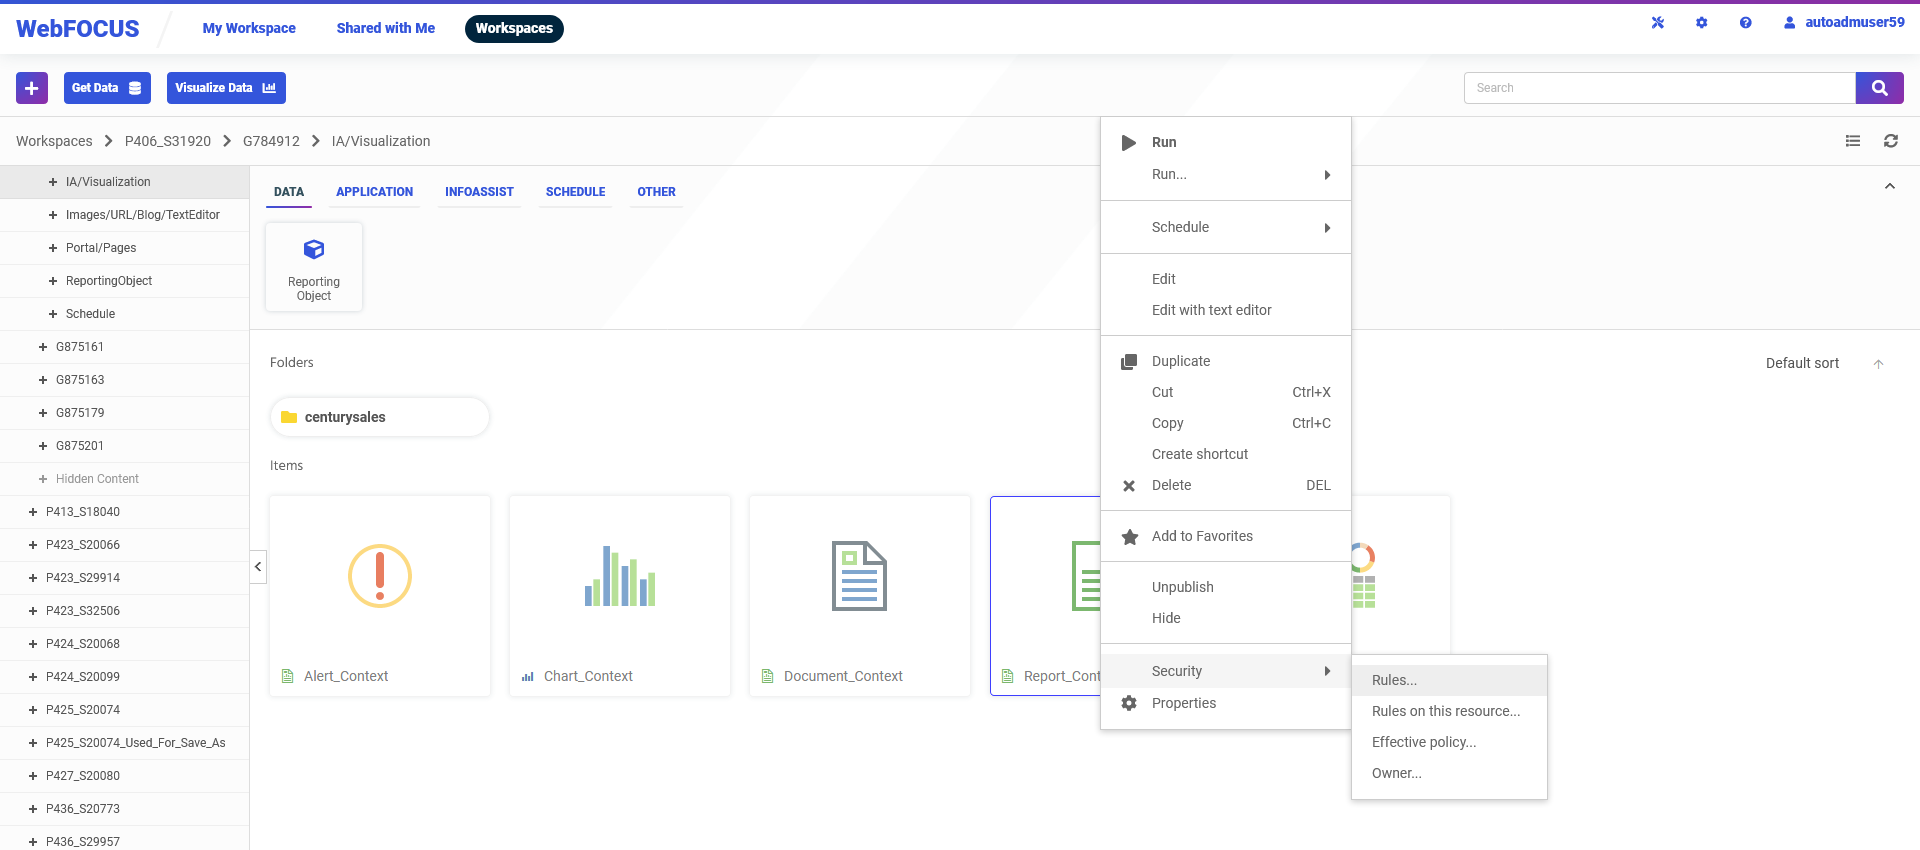 WebFOCUS
My Workspace
Shared with Me
Workspaces
autoadmuser59
Get Data
Visualize Data
Search
Workspaces
P406_S31920
G784912
IA/Visualization
IA/Visualization
Images/URL/Blog/TextEditor
Portal/Pages
ReportingObject
Schedule
G875161
G875163
G875179
G875201
Hidden Content
P413_S18040
P423_S20066
P423_S29914
P423_S32506
P424_S20068
P424_S20099
P425_S20074
P425_S20074_Used_For_Save_As
P427_S20080
P436_S20773
P436_S29957
DATA
APPLICATION
INFOASSIST
SCHEDULE
OTHER
Reporting
Object
Folders
Default sort
centurysales
Items
Alert_Context
Chart_Context
Document_Context
Report_Cont
Run
Run...
Schedule
Edit
Edit with text editor
Duplicate
Cut Ctrl+X
Copy Ctrl+C
Create shortcut
Delete DEL
Add to Favorites
Unpublish
Hide
Security
Properties
Rules...
Rules on this resource...
Effective policy...
Owner...